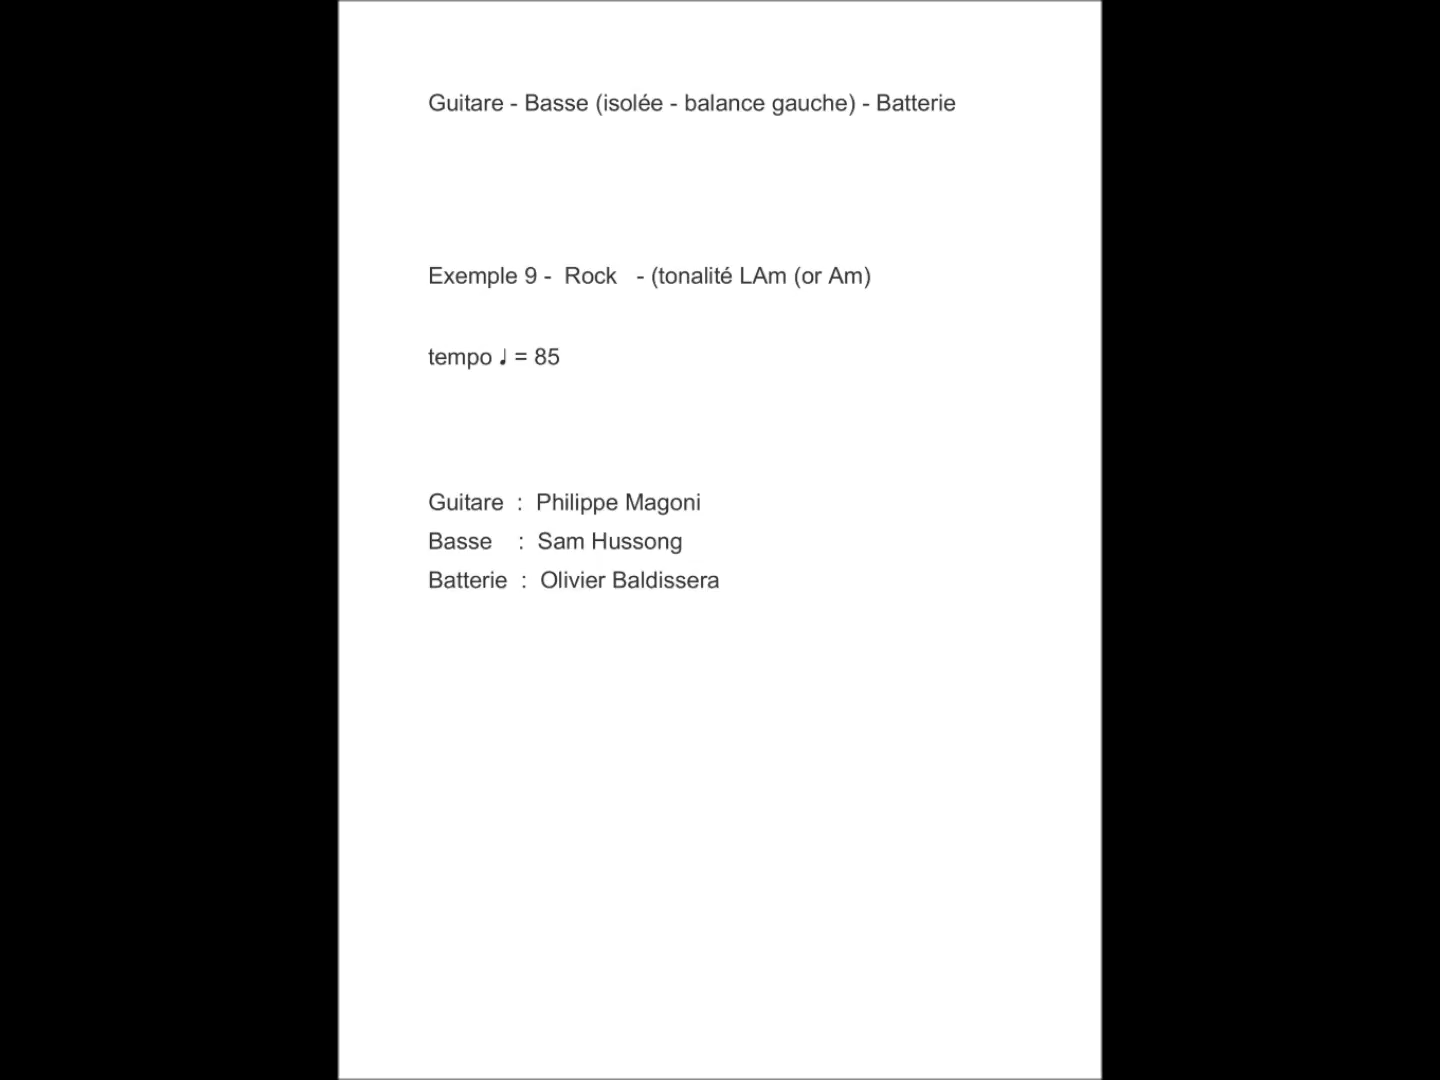 Guitare - Basse (isolée - balance gauche) - Batterie
Exemple 9 - Rock - (tonalité LAm (or Am)
tempo ♩ = 85
Guitare : Philippe Magoni
Basse : Sam Hussong
Batterie : Olivier Baldissera